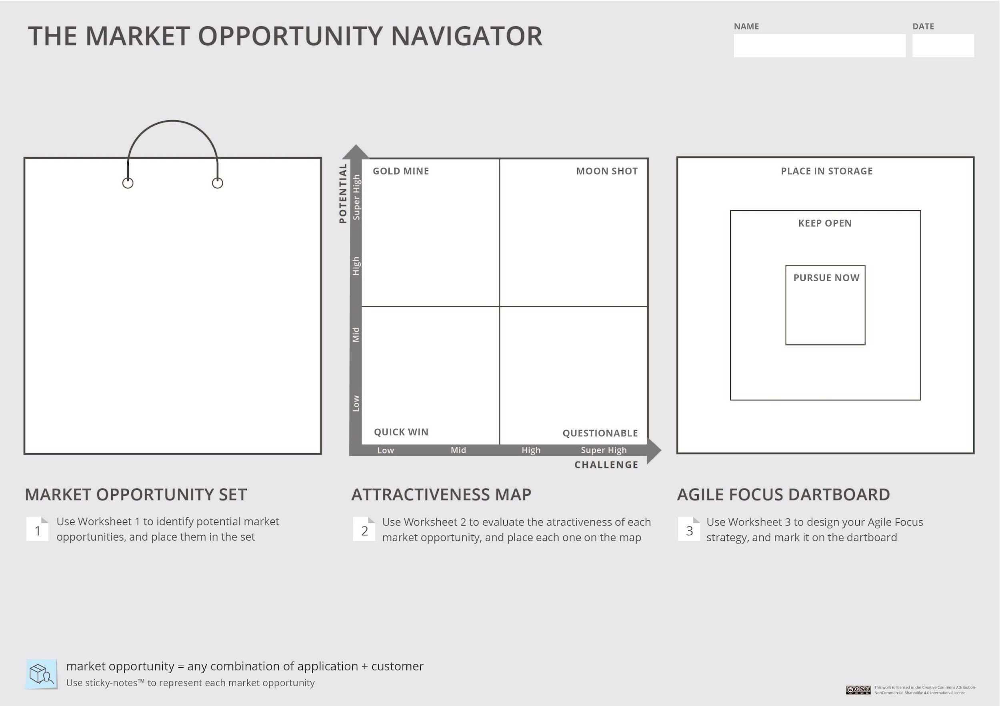 THE MARKET OPPORTUNITY NAVIGATOR
NAME
DATE
POTENTIAL
Super High
High
Mid
Low
GOLD MINE
MOON SHOT
QUICK WIN
QUESTIONABLE
Low
Mid
High
Super High
CHALLENGE
PLACE IN STORAGE
KEEP OPEN
PURSUE NOW
MARKET OPPORTUNITY SET
1
Use Worksheet 1 to identify potential market
opportunities, and place them in the set
ATTRACTIVENESS MAP
2
Use Worksheet 2 to evaluate the atractiveness of each
market opportunity, and place each one on the map
AGILE FOCUS DARTBOARD
3
Use Worksheet 3 to design your Agile Focus
strategy, and mark it on the dartboard
market opportunity = any combination of application + customer
Use sticky-notes™ to represent each market opportunity
cc
BY NC SA
This work is licensed under Creative Commons Attribution-
NonCommercial- ShareAlike 4.0 International license.